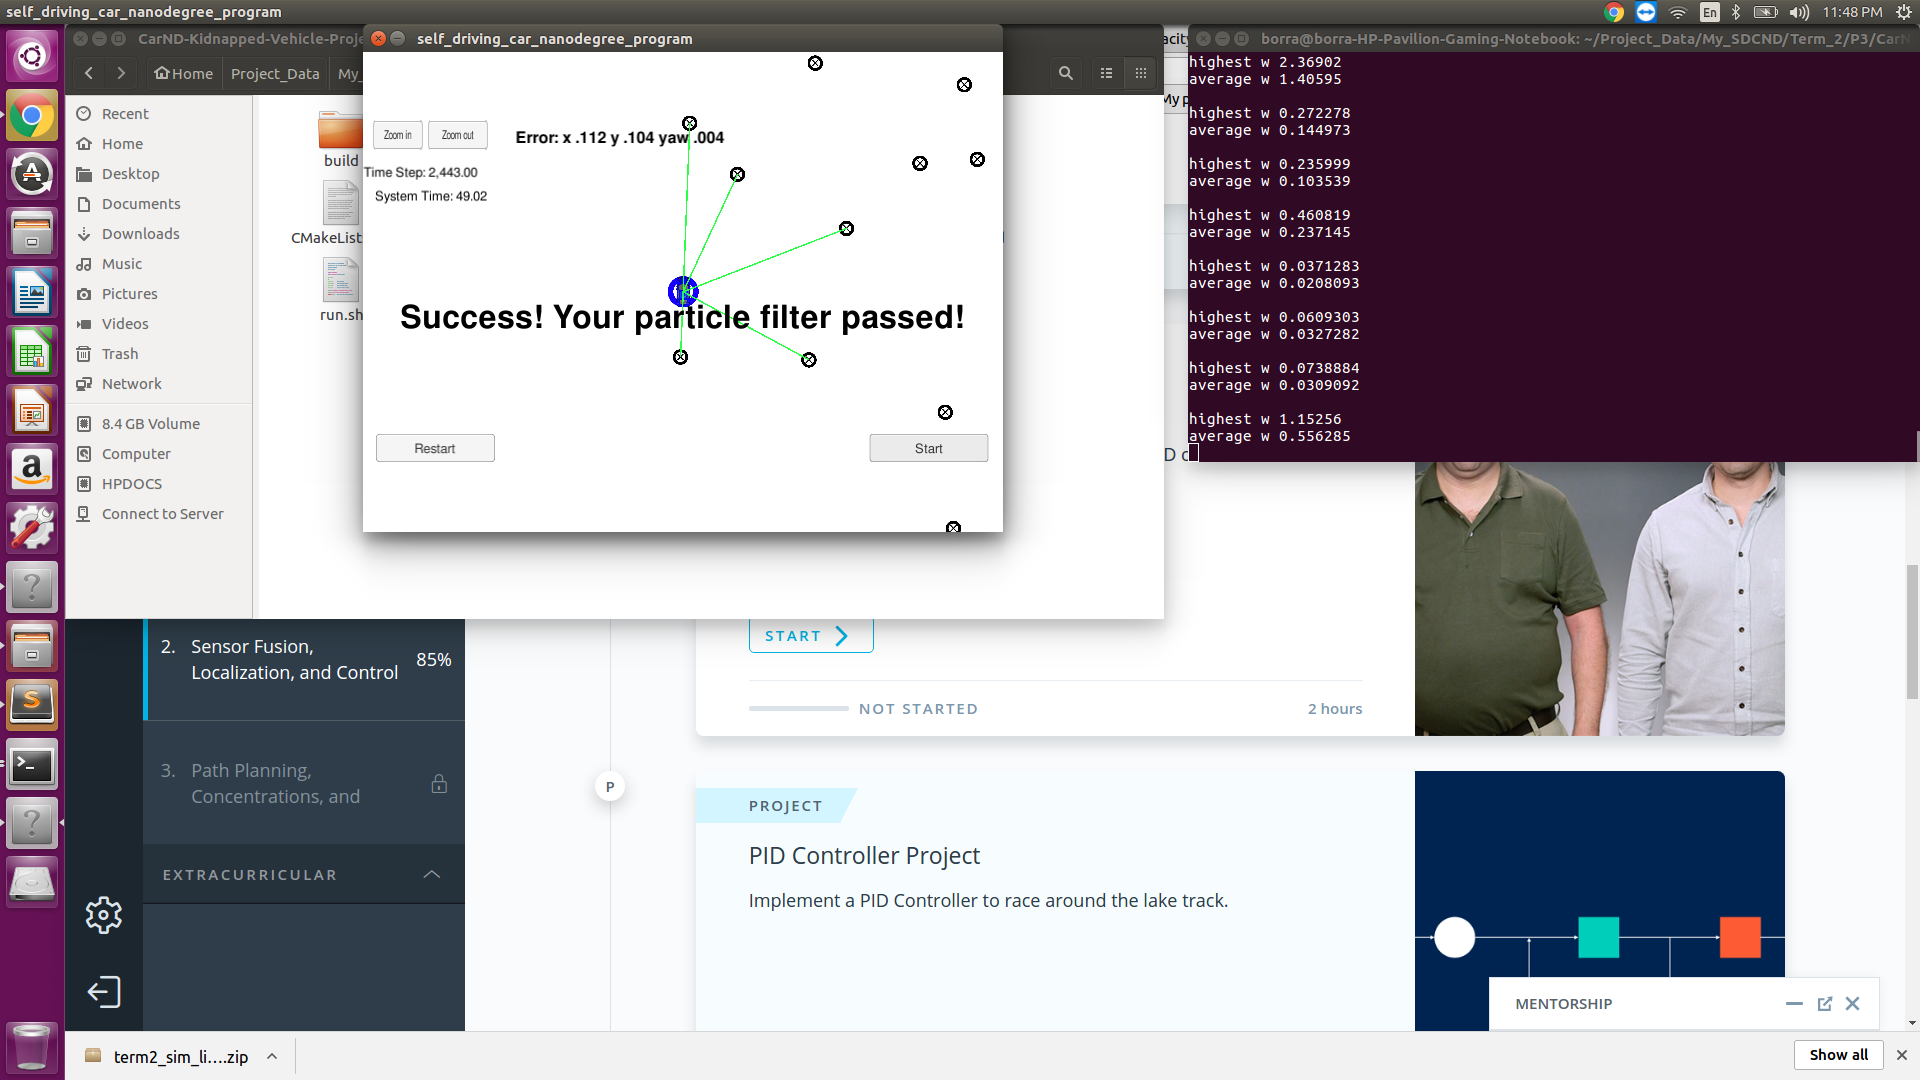 self_driving_car_nanodegree_program
En
11:48 PM
CarND-Kidnapped-Vehicle-Proje
Home
Project_Data
My_
Recent
Home
Desktop
Documents
Downloads
Music
Pictures
Videos
Trash
Network
8.4 GB Volume
Computer
HPDOCS
Connect to Server
build
CMakeList
run.sh
self_driving_car_nanodegree_program
Zoom in
Zoom out
Error: x .112 y .104 yaw .004
Time Step: 2,443.00
System Time: 49.02
Success! Your particle filter passed!
Restart
Start
acity
My p
D c
borra@borra-HP-Pavilion-Gaming-Notebook: ~/Project_Data/My_SDCND/Term_2/P3/CarN
highest w 2.36902
average w 1.40595
highest w 0.272278
average w 0.144973
highest w 0.235999
average w 0.103539
highest w 0.460819
average w 0.237145
highest w 0.0371283
average w 0.0208093
highest w 0.0609303
average w 0.0327282
highest w 0.0738884
average w 0.0309092
highest w 1.15256
average w 0.556285
2. Sensor Fusion,
Localization, and Control
85%
3. Path Planning,
Concentrations, and
EXTRACURRICULAR
START
NOT STARTED
2 hours
P
PROJECT
PID Controller Project
Implement a PID Controller to race around the lake track.
MENTORSHIP
term2_sim_li....zip
Show all